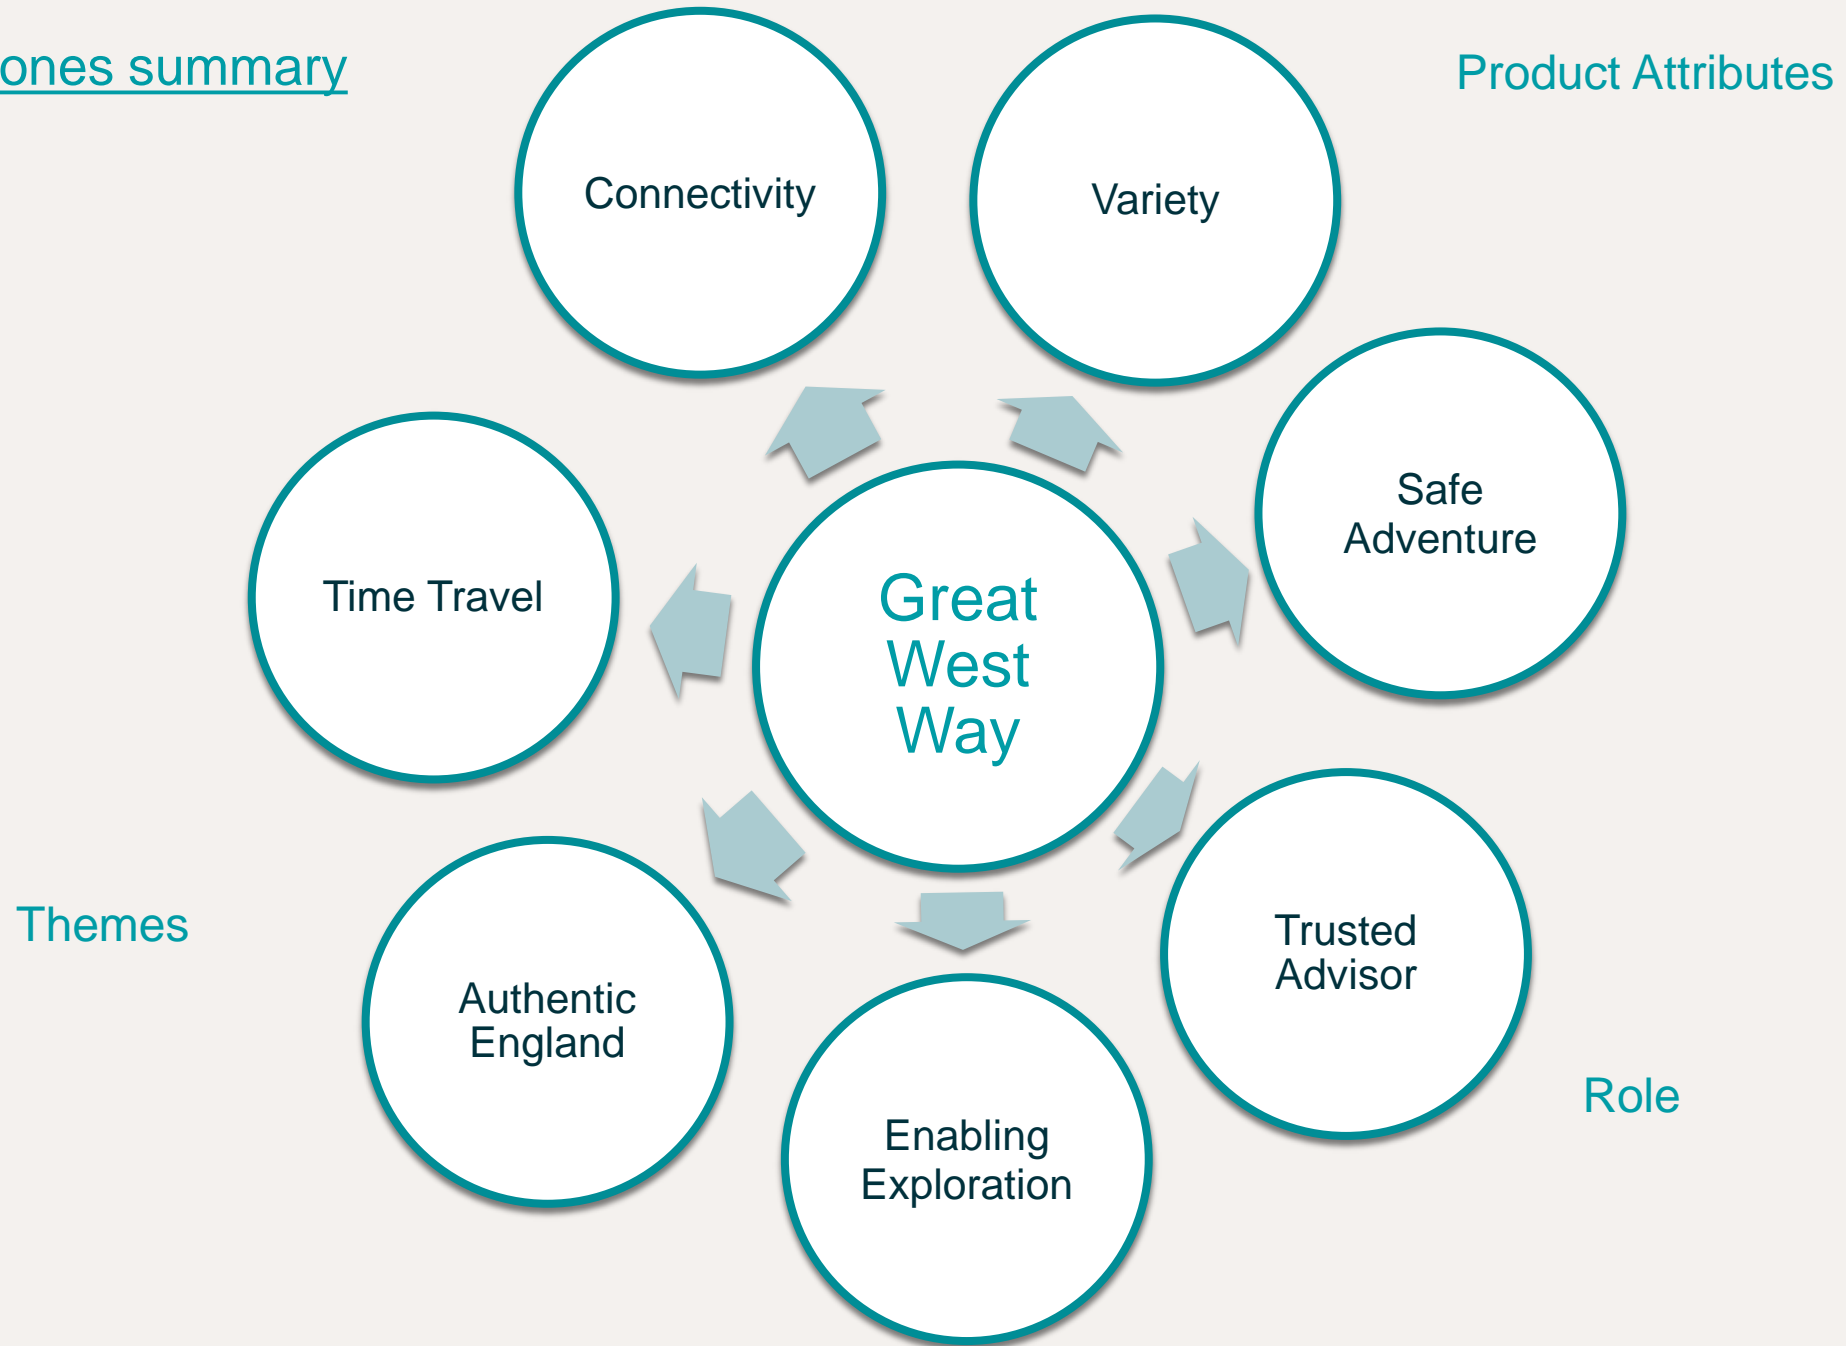 summary
Product Attributes
Connectivity
Variety
Safe
Adventure
Time Travel
Great
West
Way
Themes
Trusted
Advisor
Authentic
England
Role
Enabling
Exploration